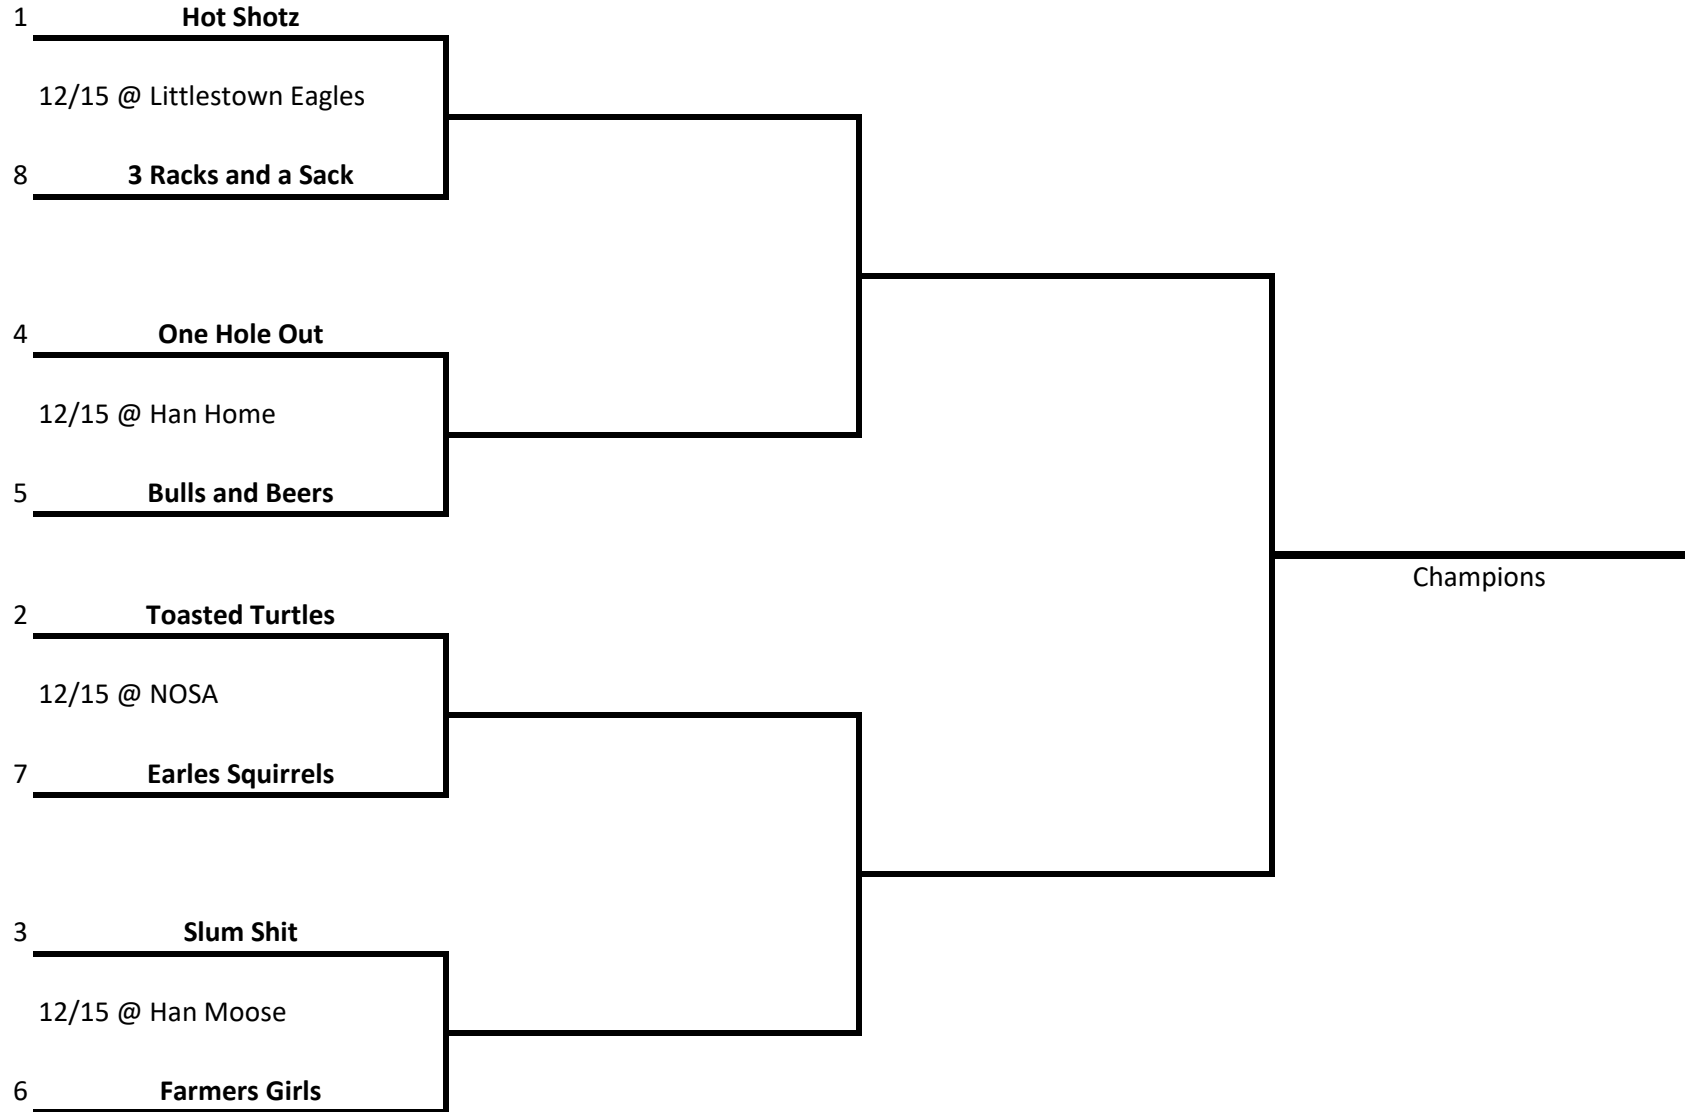 1 Hot Shotz
12/15 @ Littlestown Eagles
8 3 Racks and a Sack
4 One Hole Out
12/15 @ Han Home
5 Bulls and Beers
Champions
2 Toasted Turtles
12/15 @ NOSA
7 Earles Squirrels
3 Slum Shit
12/15 @ Han Moose
6 Farmers Girls